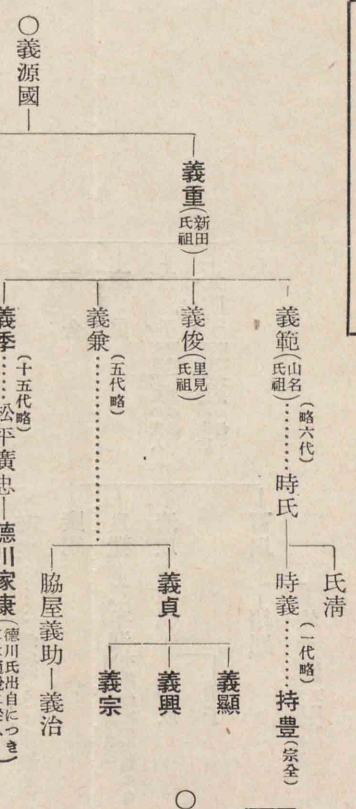 ○義源國
義重(新田氏祖)
義範(山名氏祖)………(略六代)時氏
氏清
時義………(一代略)持豊(宗全)
義俊(里見氏祖)
義兼………(五代略)
義貞
義顯
義興
義宗
脇屋義助 義治
義季………(十五代略)松平廣忠 德川家康(德川氏出自につき
○